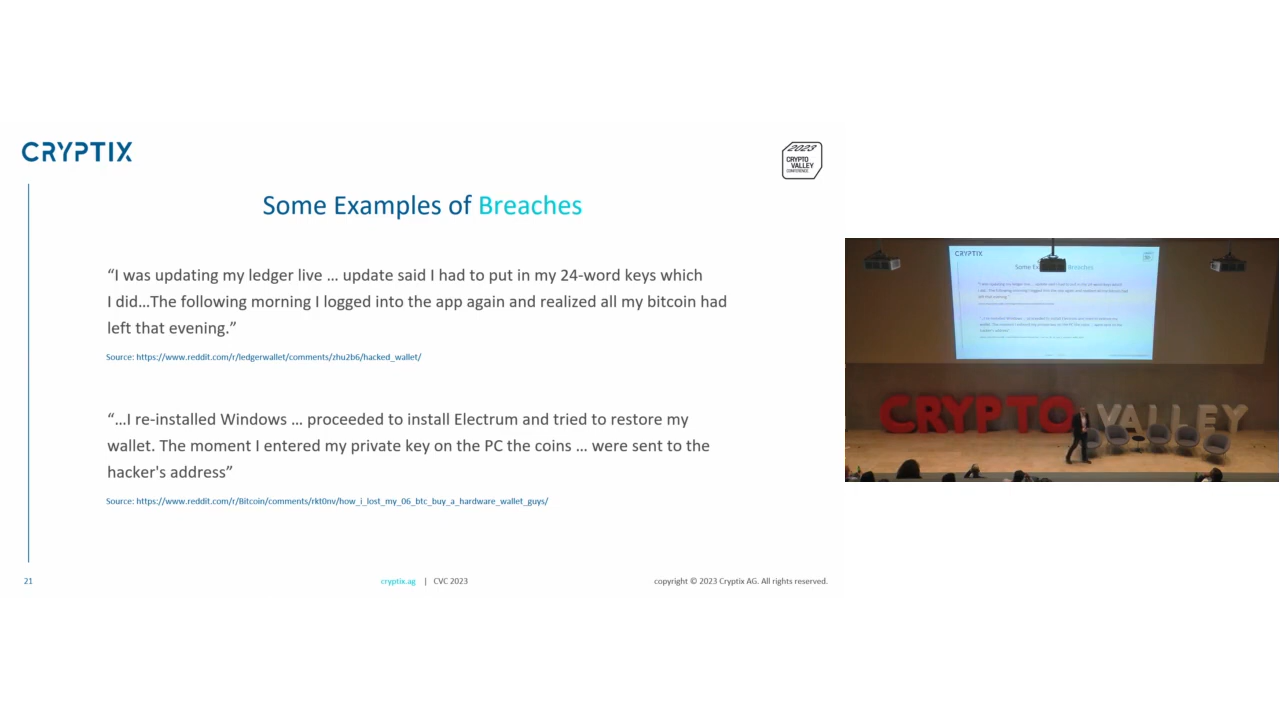 CRYPTIX
2023
CRYPTO
VALLEY
CONFERENCE
Some Examples of Breaches
“I was updating my ledger live ... update said I had to put in my 24-word keys which
I did...The following morning I logged into the app again and realized all my bitcoin had
left that evening.”
Source: https://www.reddit.com/r/ledgerwallet/comments/zhu2b6/hacked_wallet/
“...I re-installed Windows ... proceeded to install Electrum and tried to restore my
wallet. The moment I entered my private key on the PC the coins ... were sent to the
hacker's address”
Source: https://www.reddit.com/r/Bitcoin/comments/rkt0nv/how_i_lost_my_06_btc_buy_a_hardware_wallet_guys/
21
cryptix.ag | CVC 2023
copyright © 2023 Cryptix AG. All rights reserved.
CRYPTIX
CRYPTO VALLEY